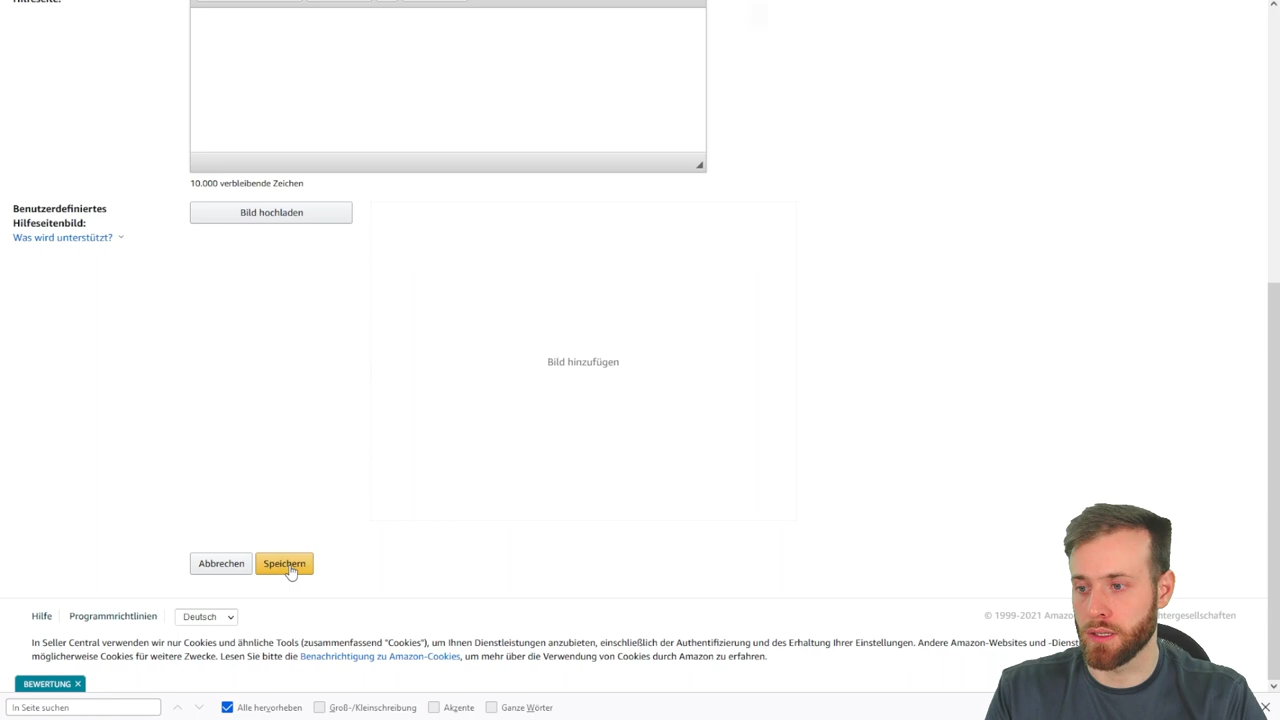 Hilfeseite:
10.000 verbleibende Zeichen
Benutzerdefiniertes
Hilfeseitenbild:
Was wird unterstützt?
Bild hochladen
Bild hinzufügen
Abbrechen
Speichern
Hilfe
Programmrichtlinien
Deutsch
© 1999-2021 Amazo
ntergesellschaften
In Seller Central verwenden wir nur Cookies und ähnliche Tools (zusammenfassend "Cookies"), um Ihnen Dienstleistungen anzubieten, einschließlich der Authentifizierung und des Erhaltung Ihrer Einstellungen. Andere Amazon-Websites und -Dienst
möglicherweise Cookies für weitere Zwecke. Lesen Sie bitte die Benachrichtigung zu Amazon-Cookies, um mehr über die Verwendung von Cookies durch Amazon zu erfahren.
BEWERTUNG ×
In Seite suchen
Alle hervorheben
Groß-/Kleinschreibung
Akzente
Ganze Wörter